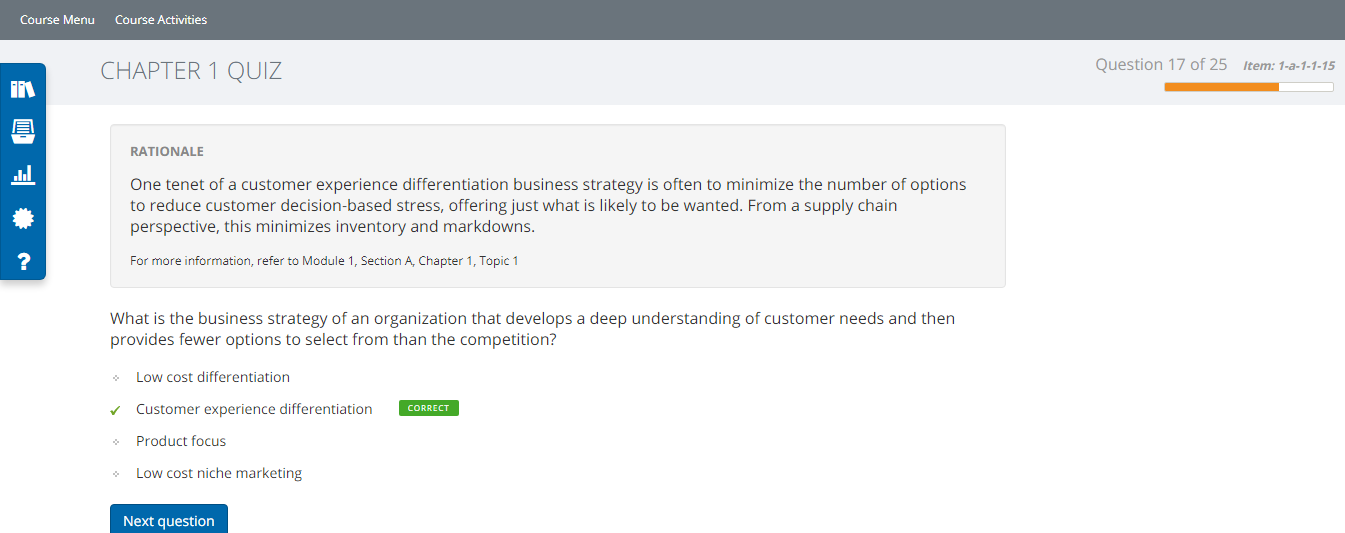 Course Menu Course Activities
CHAPTER 1 QUIZ
Question 17 of 25 Item: 1-a-1-1-15
RATIONALE
One tenet of a customer experience differentiation business strategy is often to minimize the number of options
to reduce customer decision-based stress, offering just what is likely to be wanted. From a supply chain
perspective, this minimizes inventory and markdowns.
For more information, refer to Module 1, Section A, Chapter 1, Topic 1
?
What is the business strategy of an organization that develops a deep understanding of customer needs and then
provides fewer options to select from than the competition?
Low cost differentiation
Customer experience differentiation CORRECT
Product focus
Low cost niche marketing
Next question